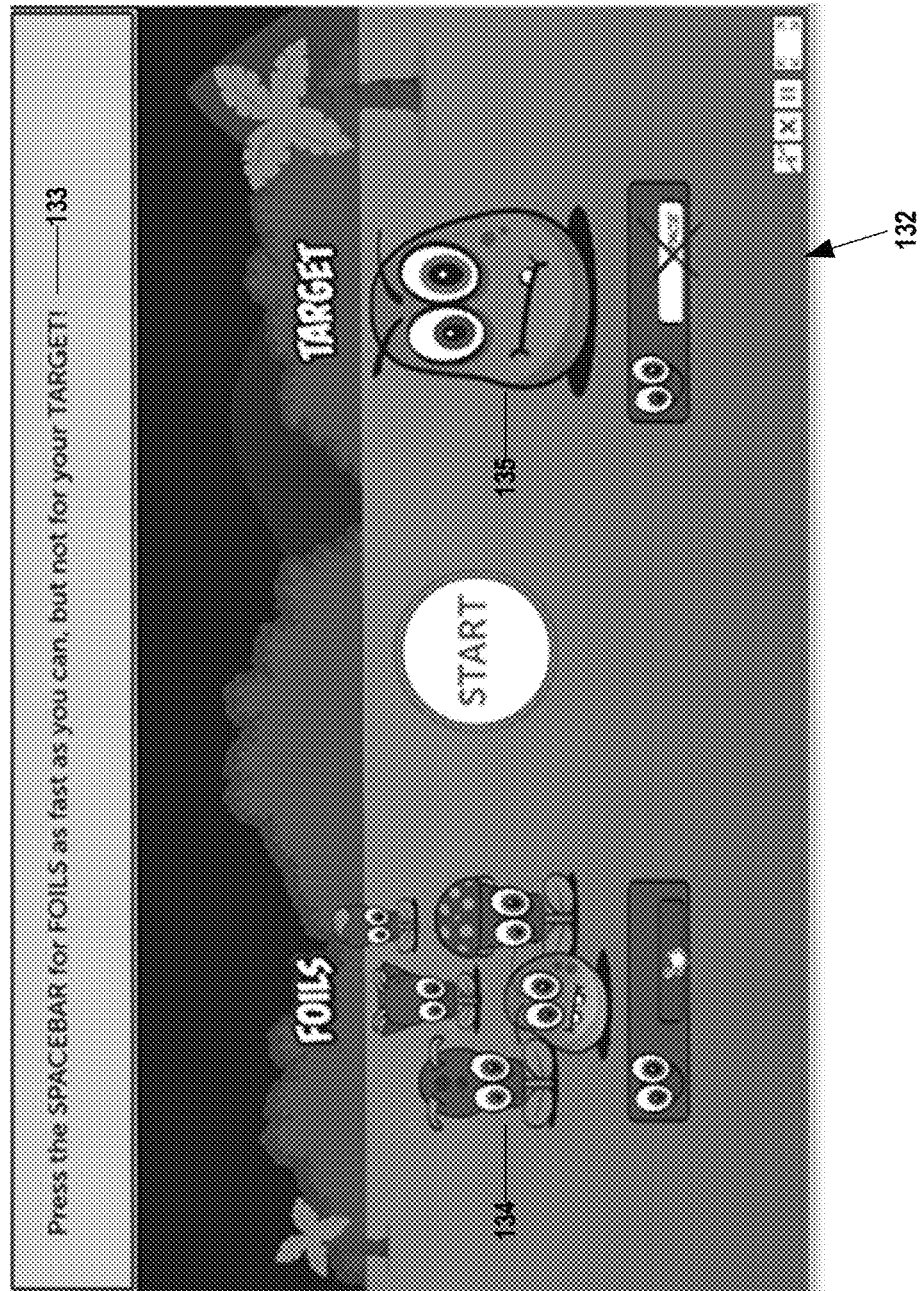 Press the SPACEBAR for FOILS as fast as you can, but not for your TARGET! 133
FOILS
TARGET
START
134
135
132